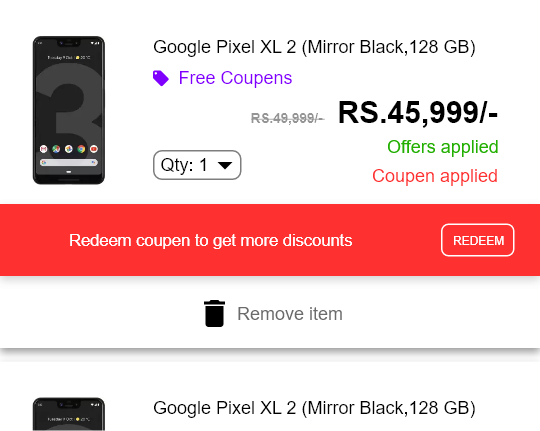 Google Pixel XL 2 (Mirror Black,128 GB)
Free Coupens
RS.49,999/- RS.45,999/-
Offers applied
Qty: 1
Coupen applied
Redeem coupen to get more discounts
REDEEM
Remove item
Google Pixel XL 2 (Mirror Black,128 GB)